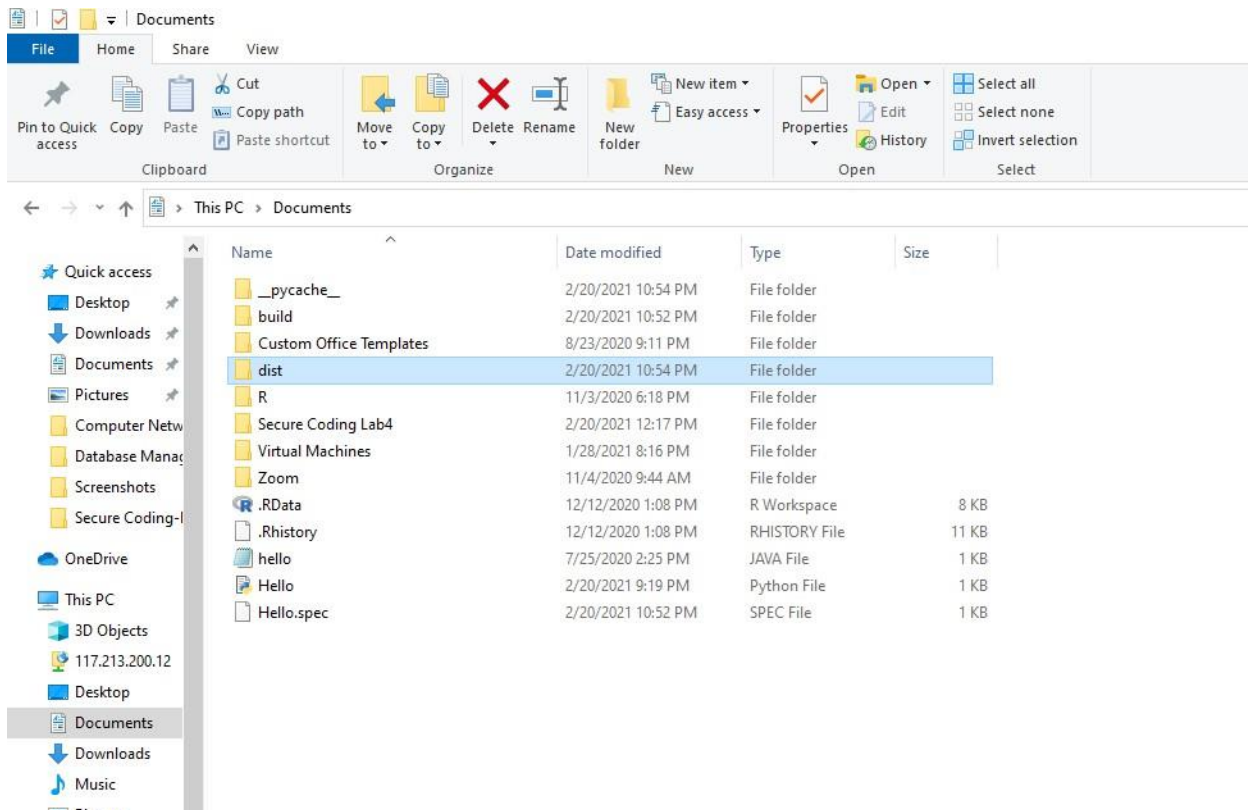 Documents
File Home Share View
Pin to Quick access
Copy
Paste
Cut
Copy path
Paste shortcut
Clipboard
Move to
Copy to
Delete
Rename
Organize
New folder
New item
Easy access
New
Properties
Open
Edit
History
Open
Select all
Select none
Invert selection
Select
This PC > Documents
Quick access
Desktop
Downloads
Documents
Pictures
Computer Netw
Database Manag
Screenshots
Secure Coding-
OneDrive
This PC
3D Objects
117.213.200.12
Desktop
Documents
Downloads
Music
Name Date modified Type Size
__pycache__ 2/20/2021 10:54 PM File folder
build 2/20/2021 10:52 PM File folder
Custom Office Templates 8/23/2020 9:11 PM File folder
dist 2/20/2021 10:54 PM File folder
R 11/3/2020 6:18 PM File folder
Secure Coding Lab4 2/20/2021 12:17 PM File folder
Virtual Machines 1/28/2021 8:16 PM File folder
Zoom 11/4/2020 9:44 AM File folder
.RData 12/12/2020 1:08 PM R Workspace 8 KB
.Rhistory 12/12/2020 1:08 PM RHISTORY File 11 KB
hello 7/25/2020 2:25 PM JAVA File 1 KB
Hello 2/20/2021 9:19 PM Python File 1 KB
Hello.spec 2/20/2021 10:52 PM SPEC File 1 KB